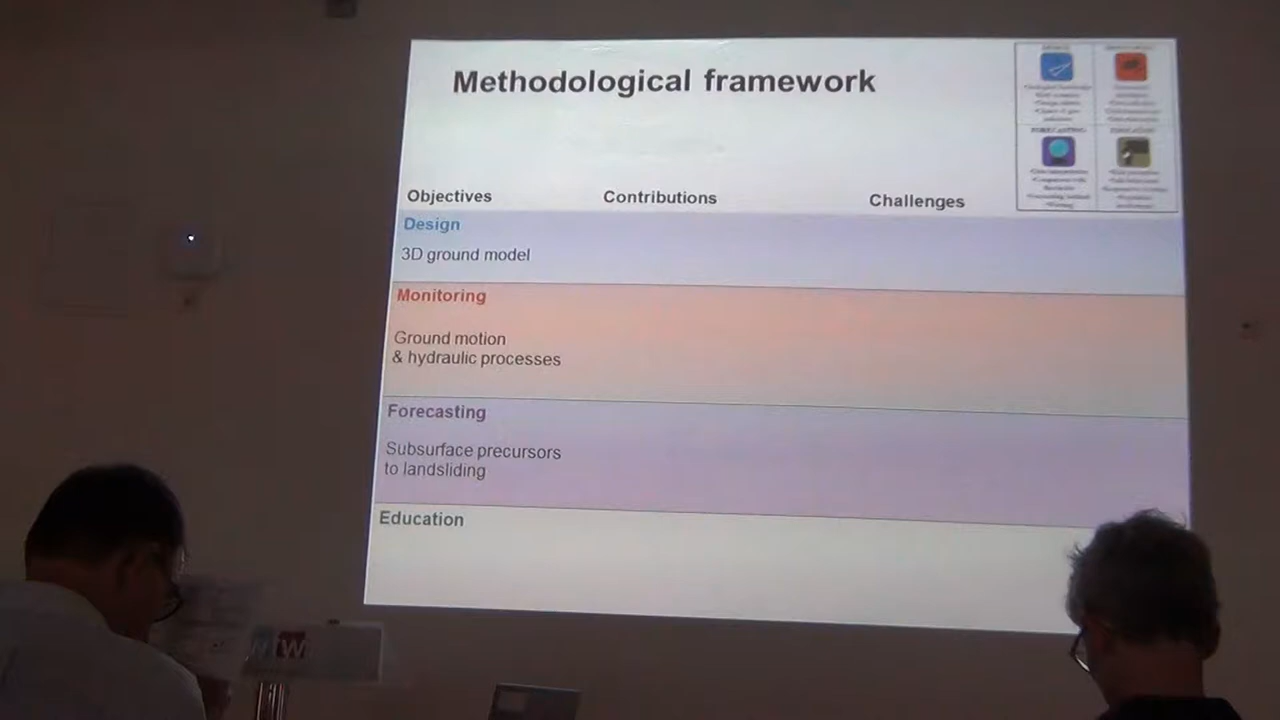 Methodological framework
Objectives Contributions Challenges
Design
3D ground model
Monitoring
Ground motion
& hydraulic processes
Forecasting
Subsurface precursors
to landsliding
Education
FORECASTING